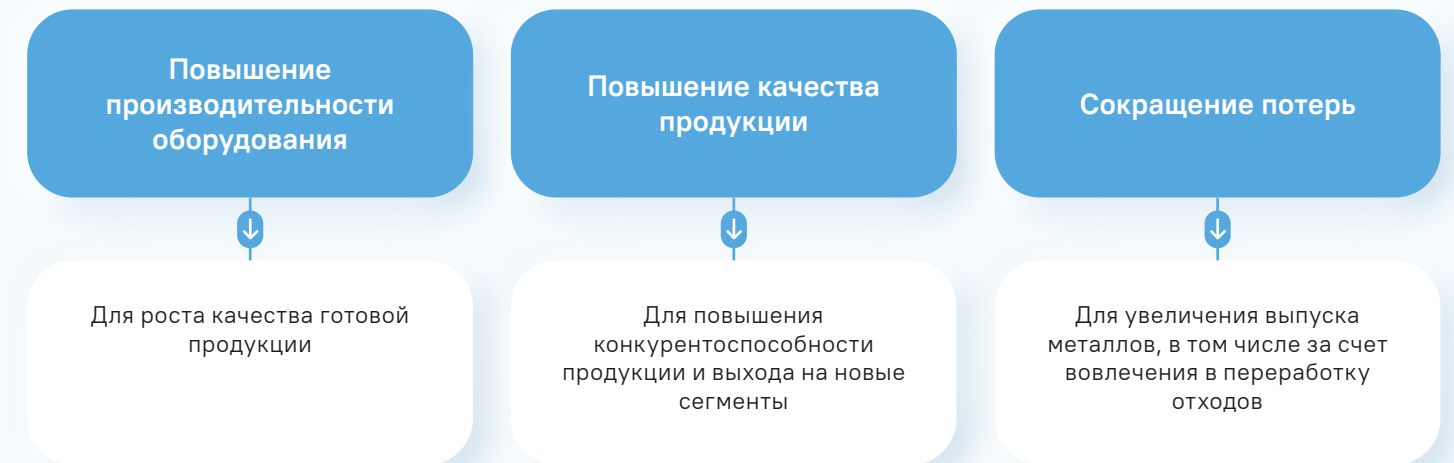 Повышение
производительности
оборудования
Для роста качества готовой
продукции
Повышение качества
продукции
Для повышения
конкурентоспособности
продукции и выхода на новые
сегменты
Сокращение потерь
Для увеличения выпуска
металлов, в том числе за счет
вовлечения в переработку
отходов